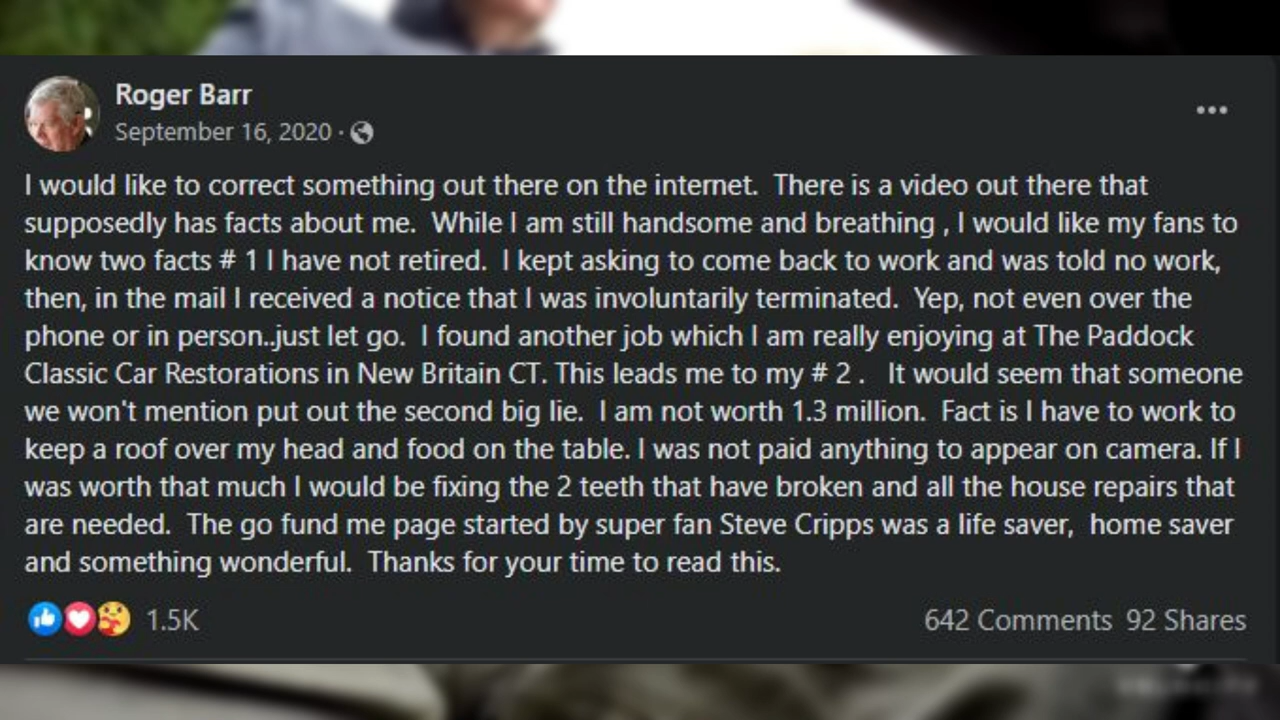 Roger Barr
September 16, 2020 ·
I would like to correct something out there on the internet.  There is a video out there that
supposedly has facts about me.  While I am still handsome and breathing , I would like my fans to
know two facts # 1 I have not retired.  I kept asking to come back to work and was told no work,
then, in the mail I received a notice that I was involuntarily terminated.  Yep, not even over the
phone or in person..just let go.  I found another job which I am really enjoying at The Paddock
Classic Car Restorations in New Britain CT. This leads me to my # 2 .   It would seem that someone
we won't mention put out the second big lie.  I am not worth 1.3 million.  Fact is I have to work to
keep a roof over my head and food on the table. I was not paid anything to appear on camera. If I
was worth that much I would be fixing the 2 teeth that have broken and all the house repairs that
are needed.  The go fund me page started by super fan Steve Cripps was a life saver,  home saver
and something wonderful.  Thanks for your time to read this.
1.5K 642 Comments 92 Shares